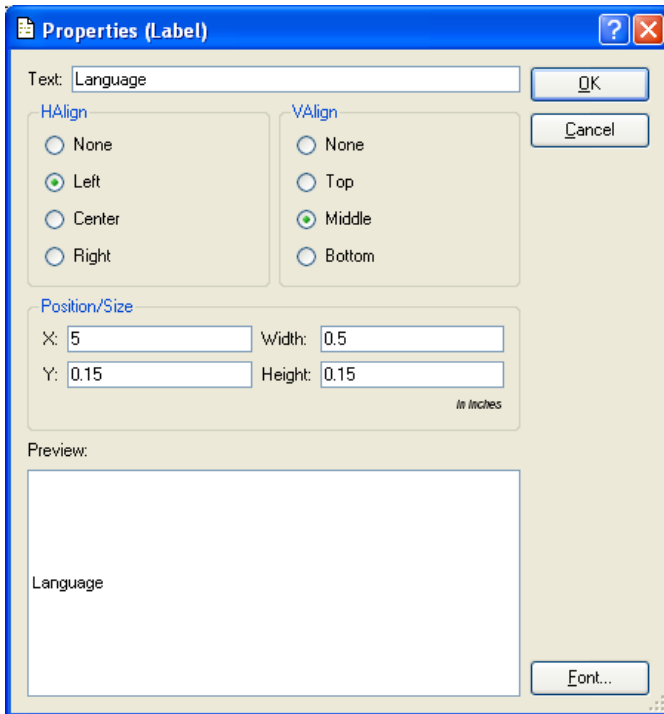 Properties (Label)
Text: Language
OK
HAlign
VAlign
Cancel
None
None
Left
Top
Center
Middle
Right
Bottom
Position/Size
X: 5 Width: 0.5
Y: 0.15 Height: 0.15
in inches
Preview:
Language
Font...